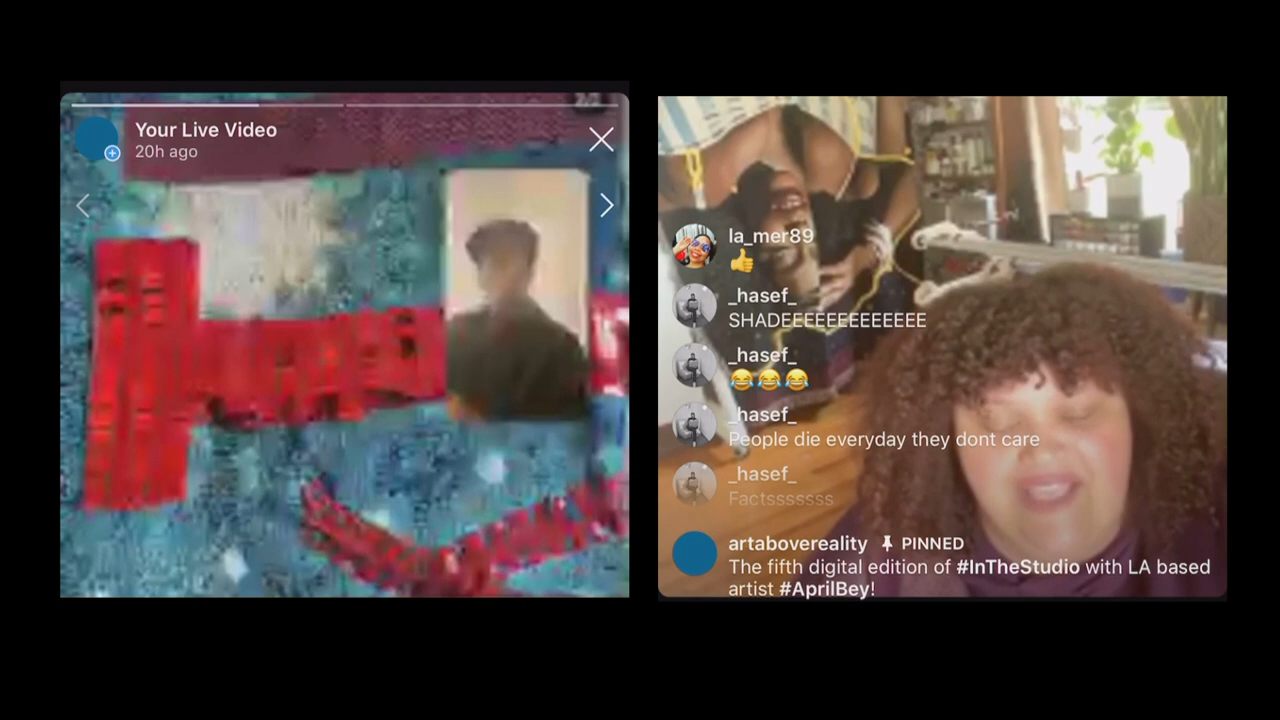 Your Live Video
20h ago
la_mer89
👍
_hasef_
SHADEEEEEEEEEEEEE
_hasef_
😂😂😂
_hasef_
People die everyday they dont care
_hasef_
Factsssssss
artabovereality PINNED
The fifth digital edition of #InTheStudio with LA based
artist #AprilBey!